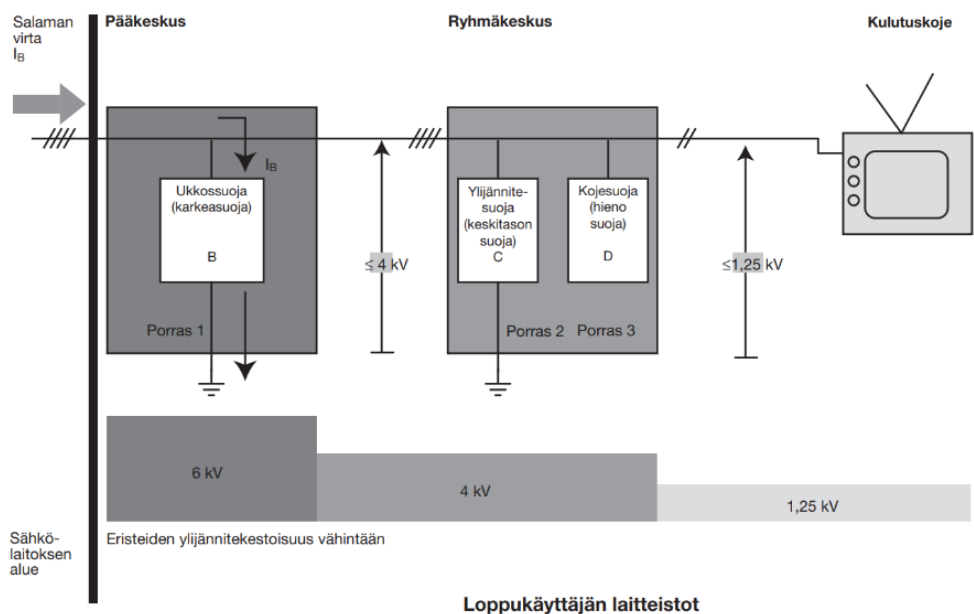 Salaman
virta
IB
Pääkeskus
Ryhmäkeskus
Kulutuskoje
IB
Ukkossuoja
(karkeasuoja)
B
Porras 1
≤ 4 kV
Ylijännite-
suoja
(keskitason
suoja)
C
Kojesuoja
(hieno
suoja)
D
Porras 2
Porras 3
≤1,25 kV
6 kV
4 kV
1,25 kV
Sähkö-
laitoksen
alue
Eristeiden ylijännitekestoisuus vähintään
Loppukäyttäjän laitteistot